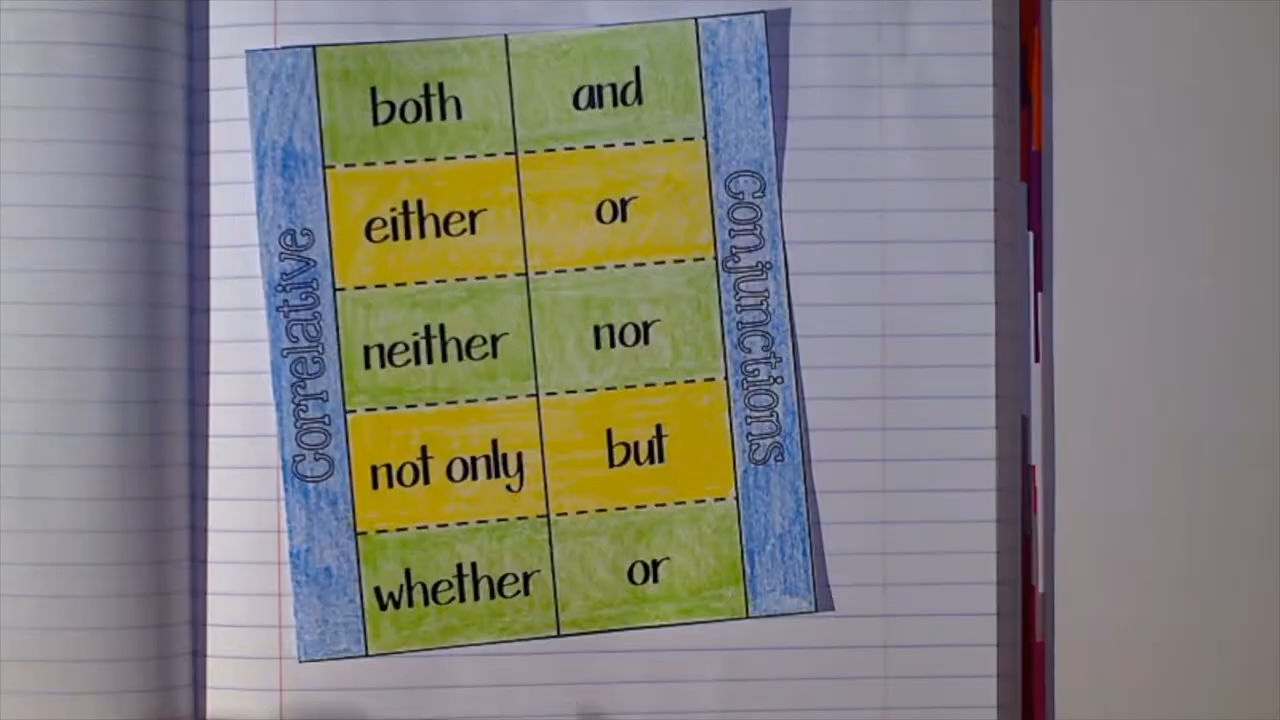 Correlative
both and
either or
neither nor
not only but
whether or
Conjunctions